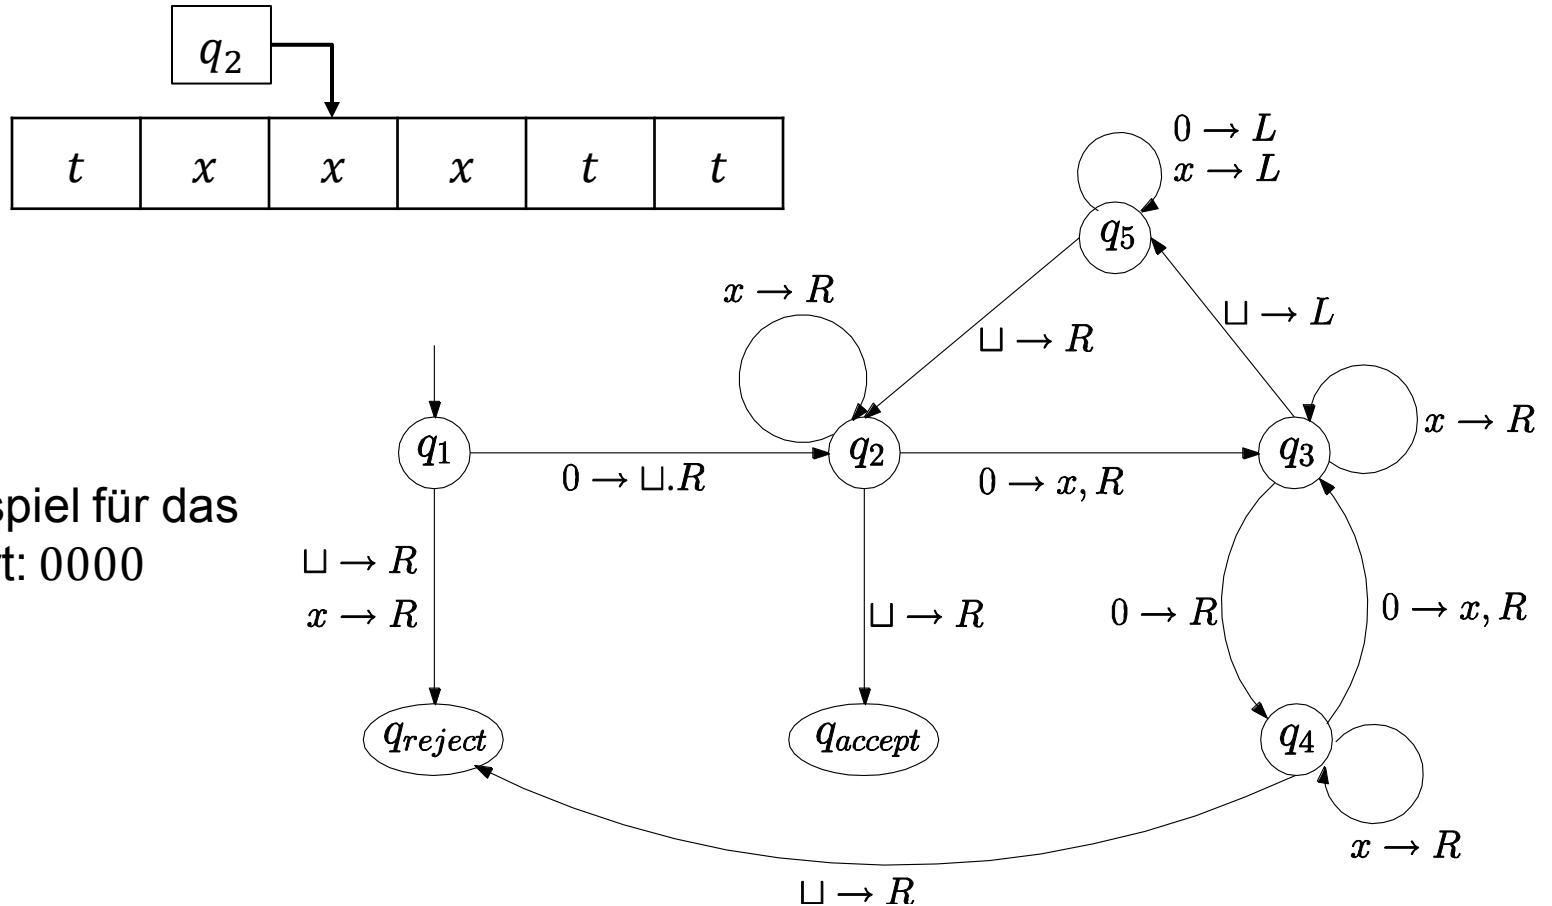 q₂
t x x x t t
0 → L
x → L
q₅
x → R
⊔ → L
⊔ → R
x → R
q₁
q₂
q₃
0 → ⊔.R
0 → x, R
spiel für das
t: 0000
⊔ → R
x → R
⊔ → R
0 → R
0 → x, R
q_reject
q_accept
q₄
x → R
⊔ → R